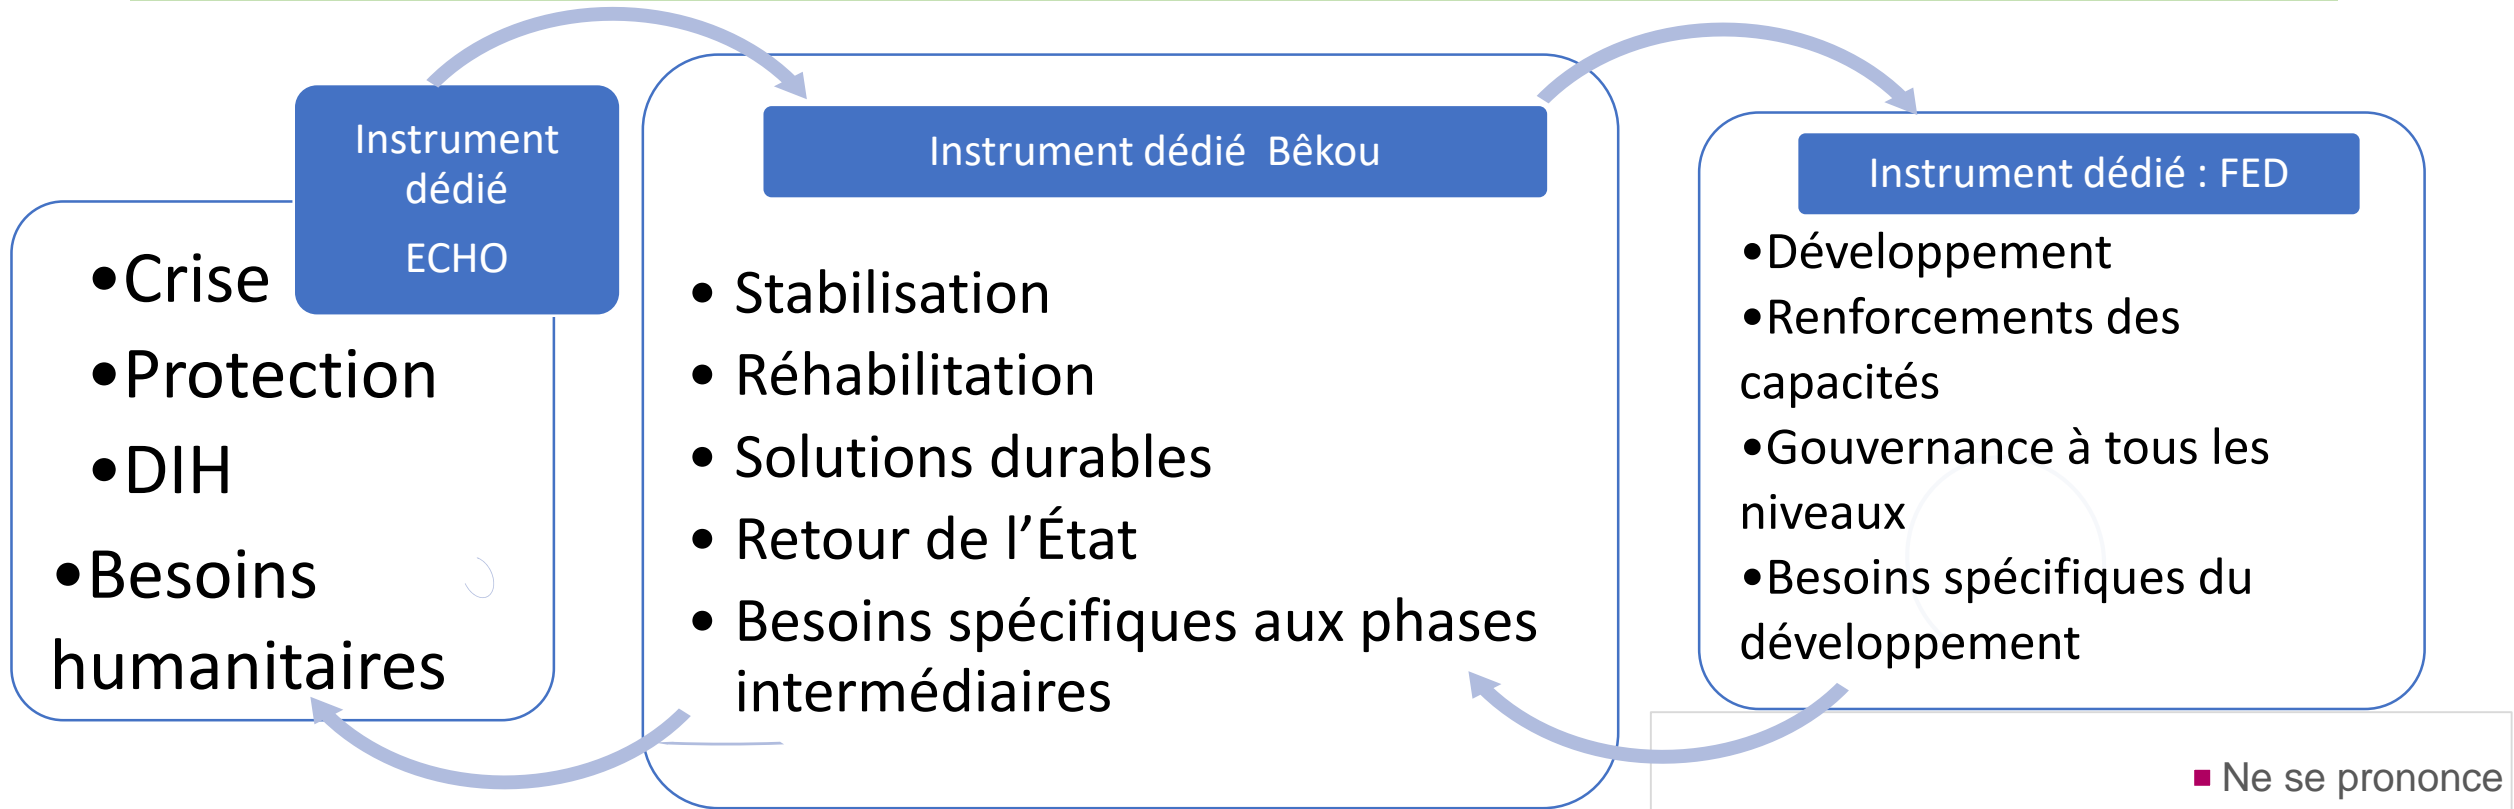 Instrument
dédié
ECHO
•Crise
•Protection
•DIH
•Besoins
humanitaires
Instrument dédié Bêkou
• Stabilisation
• Réhabilitation
• Solutions durables
• Retour de l’État
• Besoins spécifiques aux phases
intermédiaires
Instrument dédié : FED
•Développement
•Renforcements des
capacités
•Gouvernance à tous les
niveaux
•Besoins spécifiques du
développement
Ne se prononce